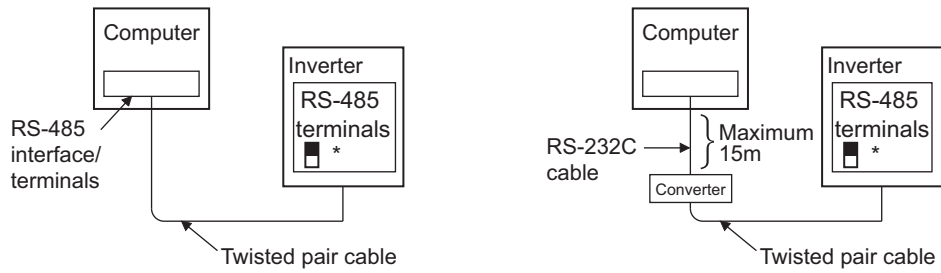 Computer
Inverter
RS-485
terminals
*
RS-485
interface/
terminals
Twisted pair cable
Computer
Inverter
RS-485
terminals
*
Maximum
15m
RS-232C
cable
Converter
Twisted pair cable